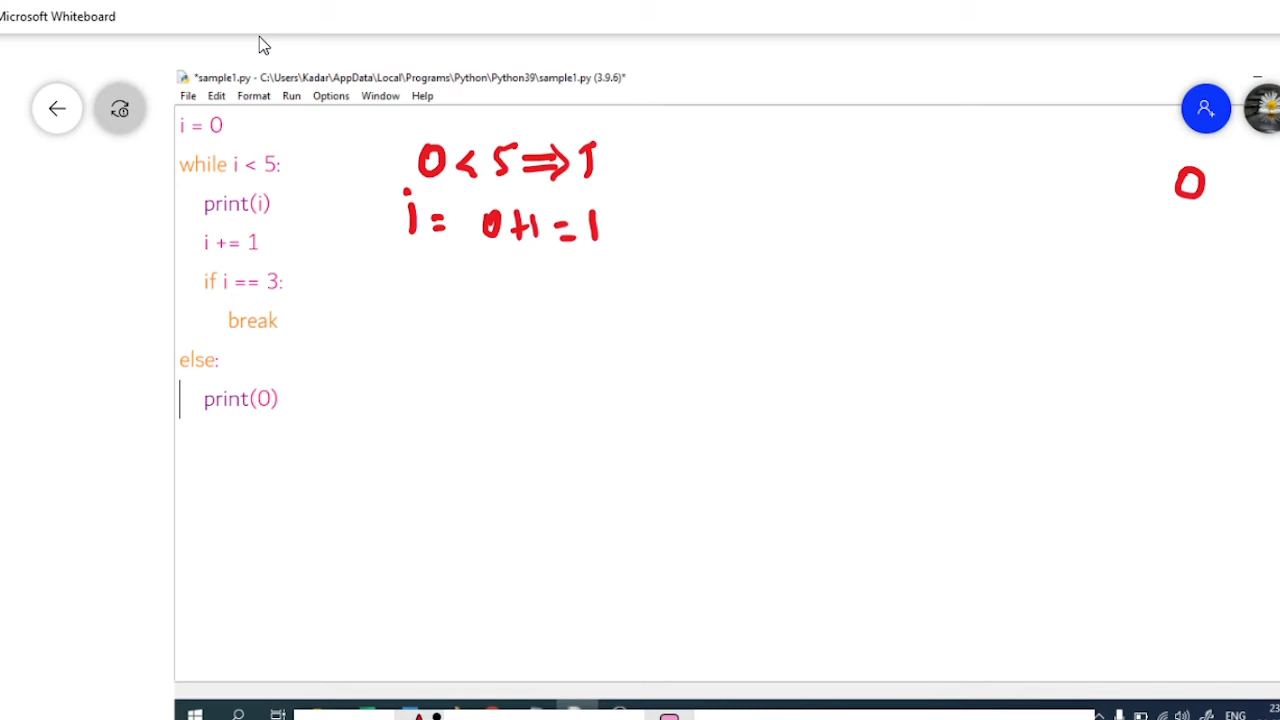 Microsoft Whiteboard
*sample1.py - C:\Users\Kadar\AppData\Local\Programs\Python\Python39\sample1.py (3.9.6)*
File Edit Format Run Options Window Help
i = 0
while i < 5:
print(i)
i += 1
if i == 3:
break
else:
print(0)
0 < 5 ⇒ T
i = 0+1 = 1
0
ENG
23